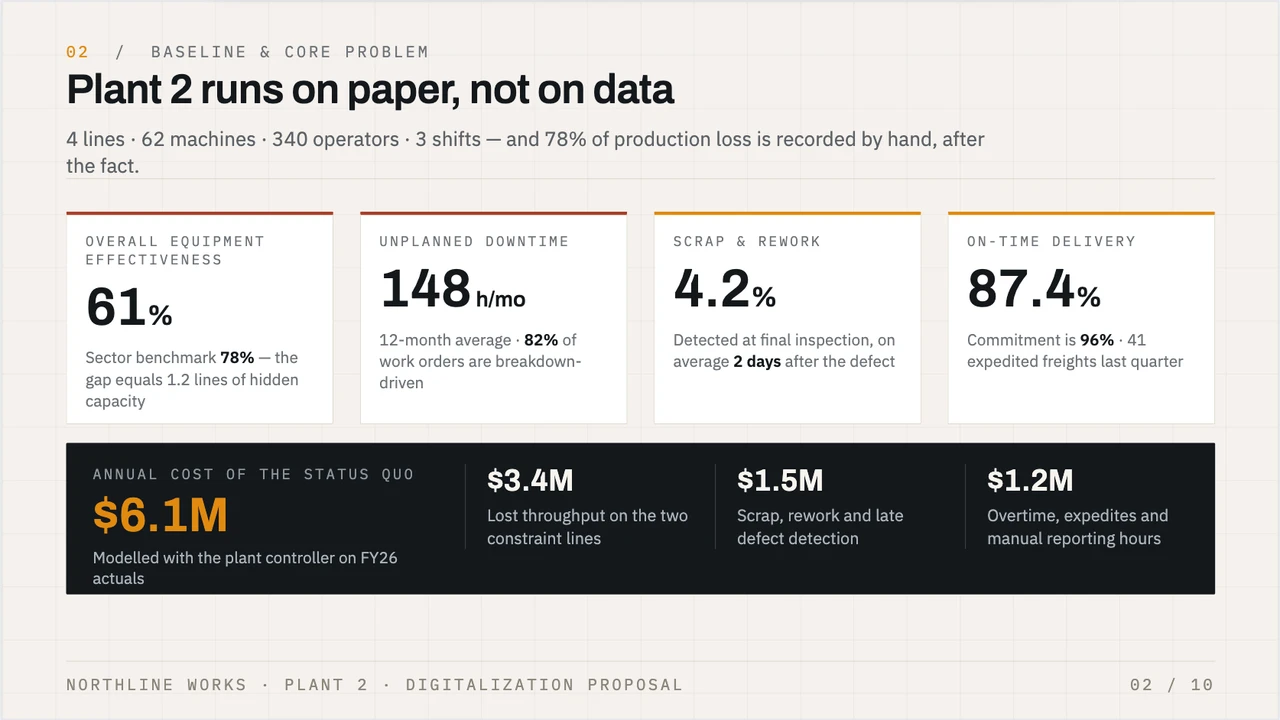 02 / BASELINE & CORE PROBLEM
Plant 2 runs on paper, not on data
4 lines · 62 machines · 340 operators · 3 shifts — and 78% of production loss is recorded by hand, after
the fact.
OVERALL EQUIPMENT
EFFECTIVENESS
61%
Sector benchmark 78% — the
gap equals 1.2 lines of hidden
capacity
UNPLANNED DOWNTIME
148 h/mo
12-month average · 82% of
work orders are breakdown-
driven
SCRAP & REWORK
4.2%
Detected at final inspection, on
average 2 days after the defect
ON-TIME DELIVERY
87.4%
Commitment is 96% · 41
expedited freights last quarter
ANNUAL COST OF THE STATUS QUO
$6.1M
Modelled with the plant controller on FY26
actuals
$3.4M
Lost throughput on the two
constraint lines
$1.5M
Scrap, rework and late
defect detection
$1.2M
Overtime, expedites and
manual reporting hours
NORTHLINE WORKS · PLANT 2 · DIGITALIZATION PROPOSAL
02 / 10